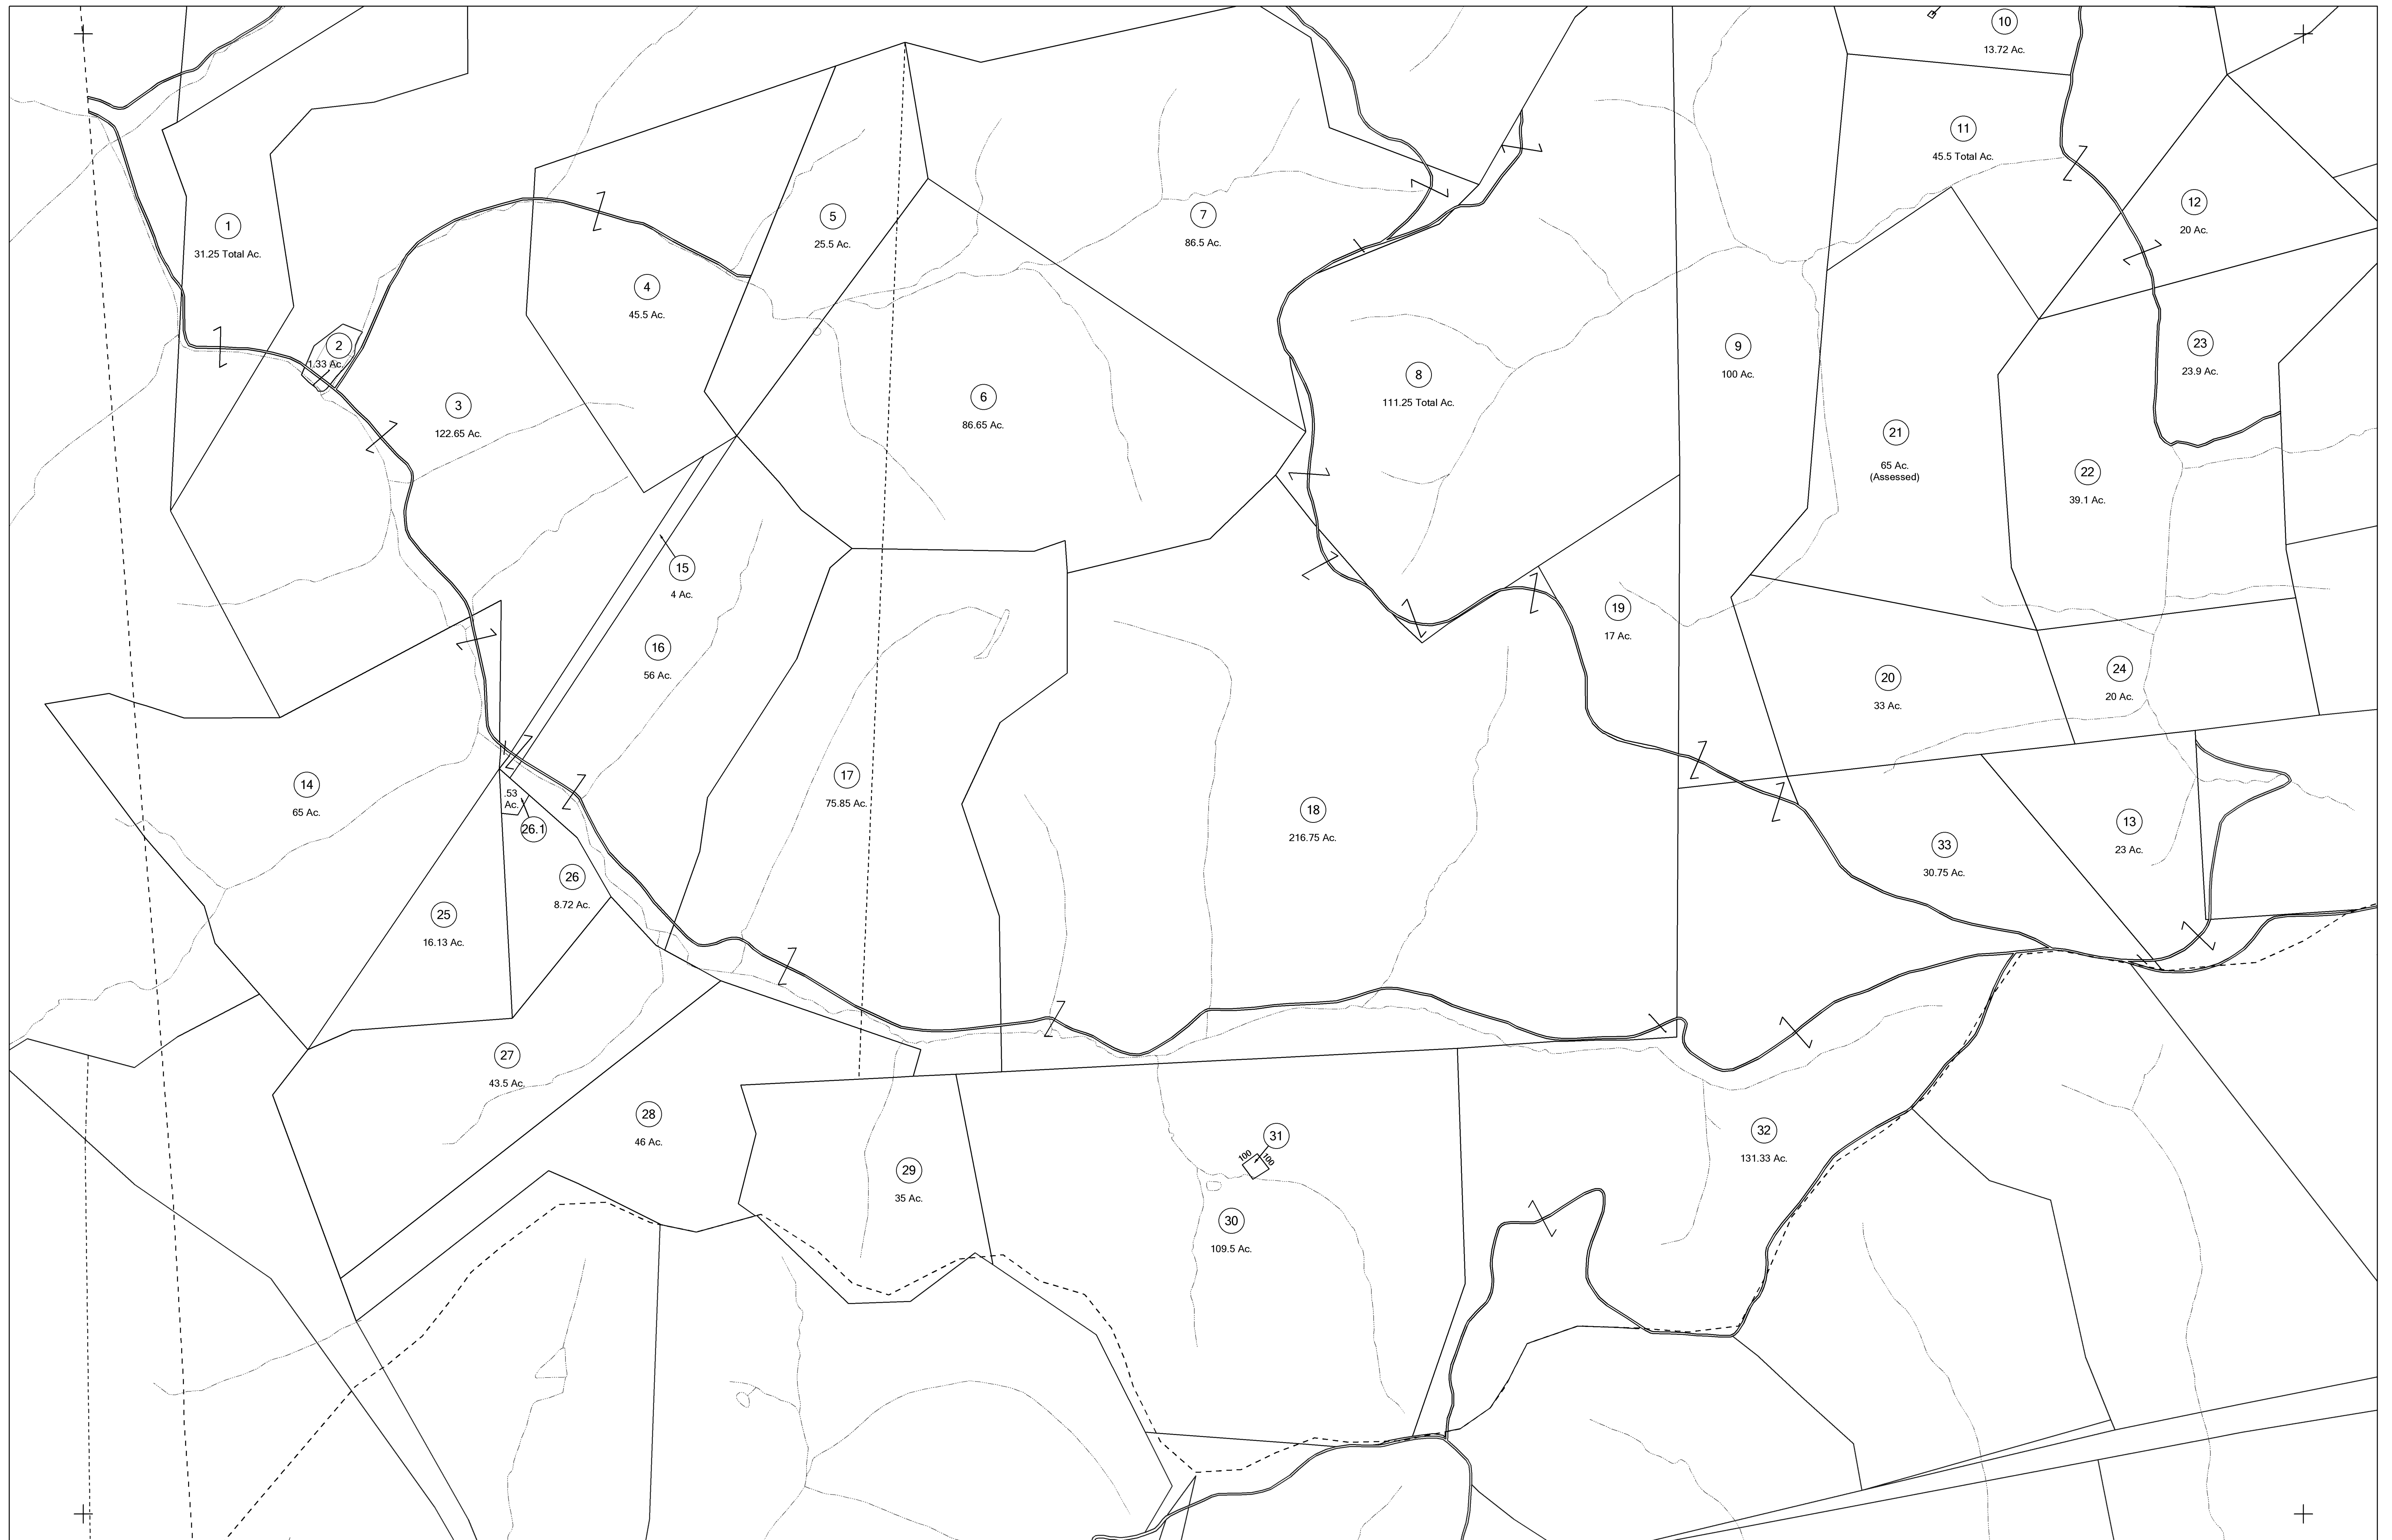 10
13.72 Ac.
11
45.5 Total Ac.
12
20 Ac.
1
31.25 Total Ac.
5
25.5 Ac.
7
86.5 Ac.
4
45.5 Ac.
2
1.33 Ac.
3
122.65 Ac.
6
86.65 Ac.
8
111.25 Total Ac.
9
100 Ac.
23
23.9 Ac.
21
65 Ac.
(Assessed)
22
39.1 Ac.
15
4 Ac.
16
56 Ac.
19
17 Ac.
20
33 Ac.
24
20 Ac.
14
65 Ac.
.53
Ac.
26.1
17
75.85 Ac.
18
216.75 Ac.
13
23 Ac.
33
30.75 Ac.
26
8.72 Ac.
25
16.13 Ac.
27
43.5 Ac.
28
46 Ac.
29
35 Ac.
31
100
100
30
109.5 Ac.
32
131.33 Ac.